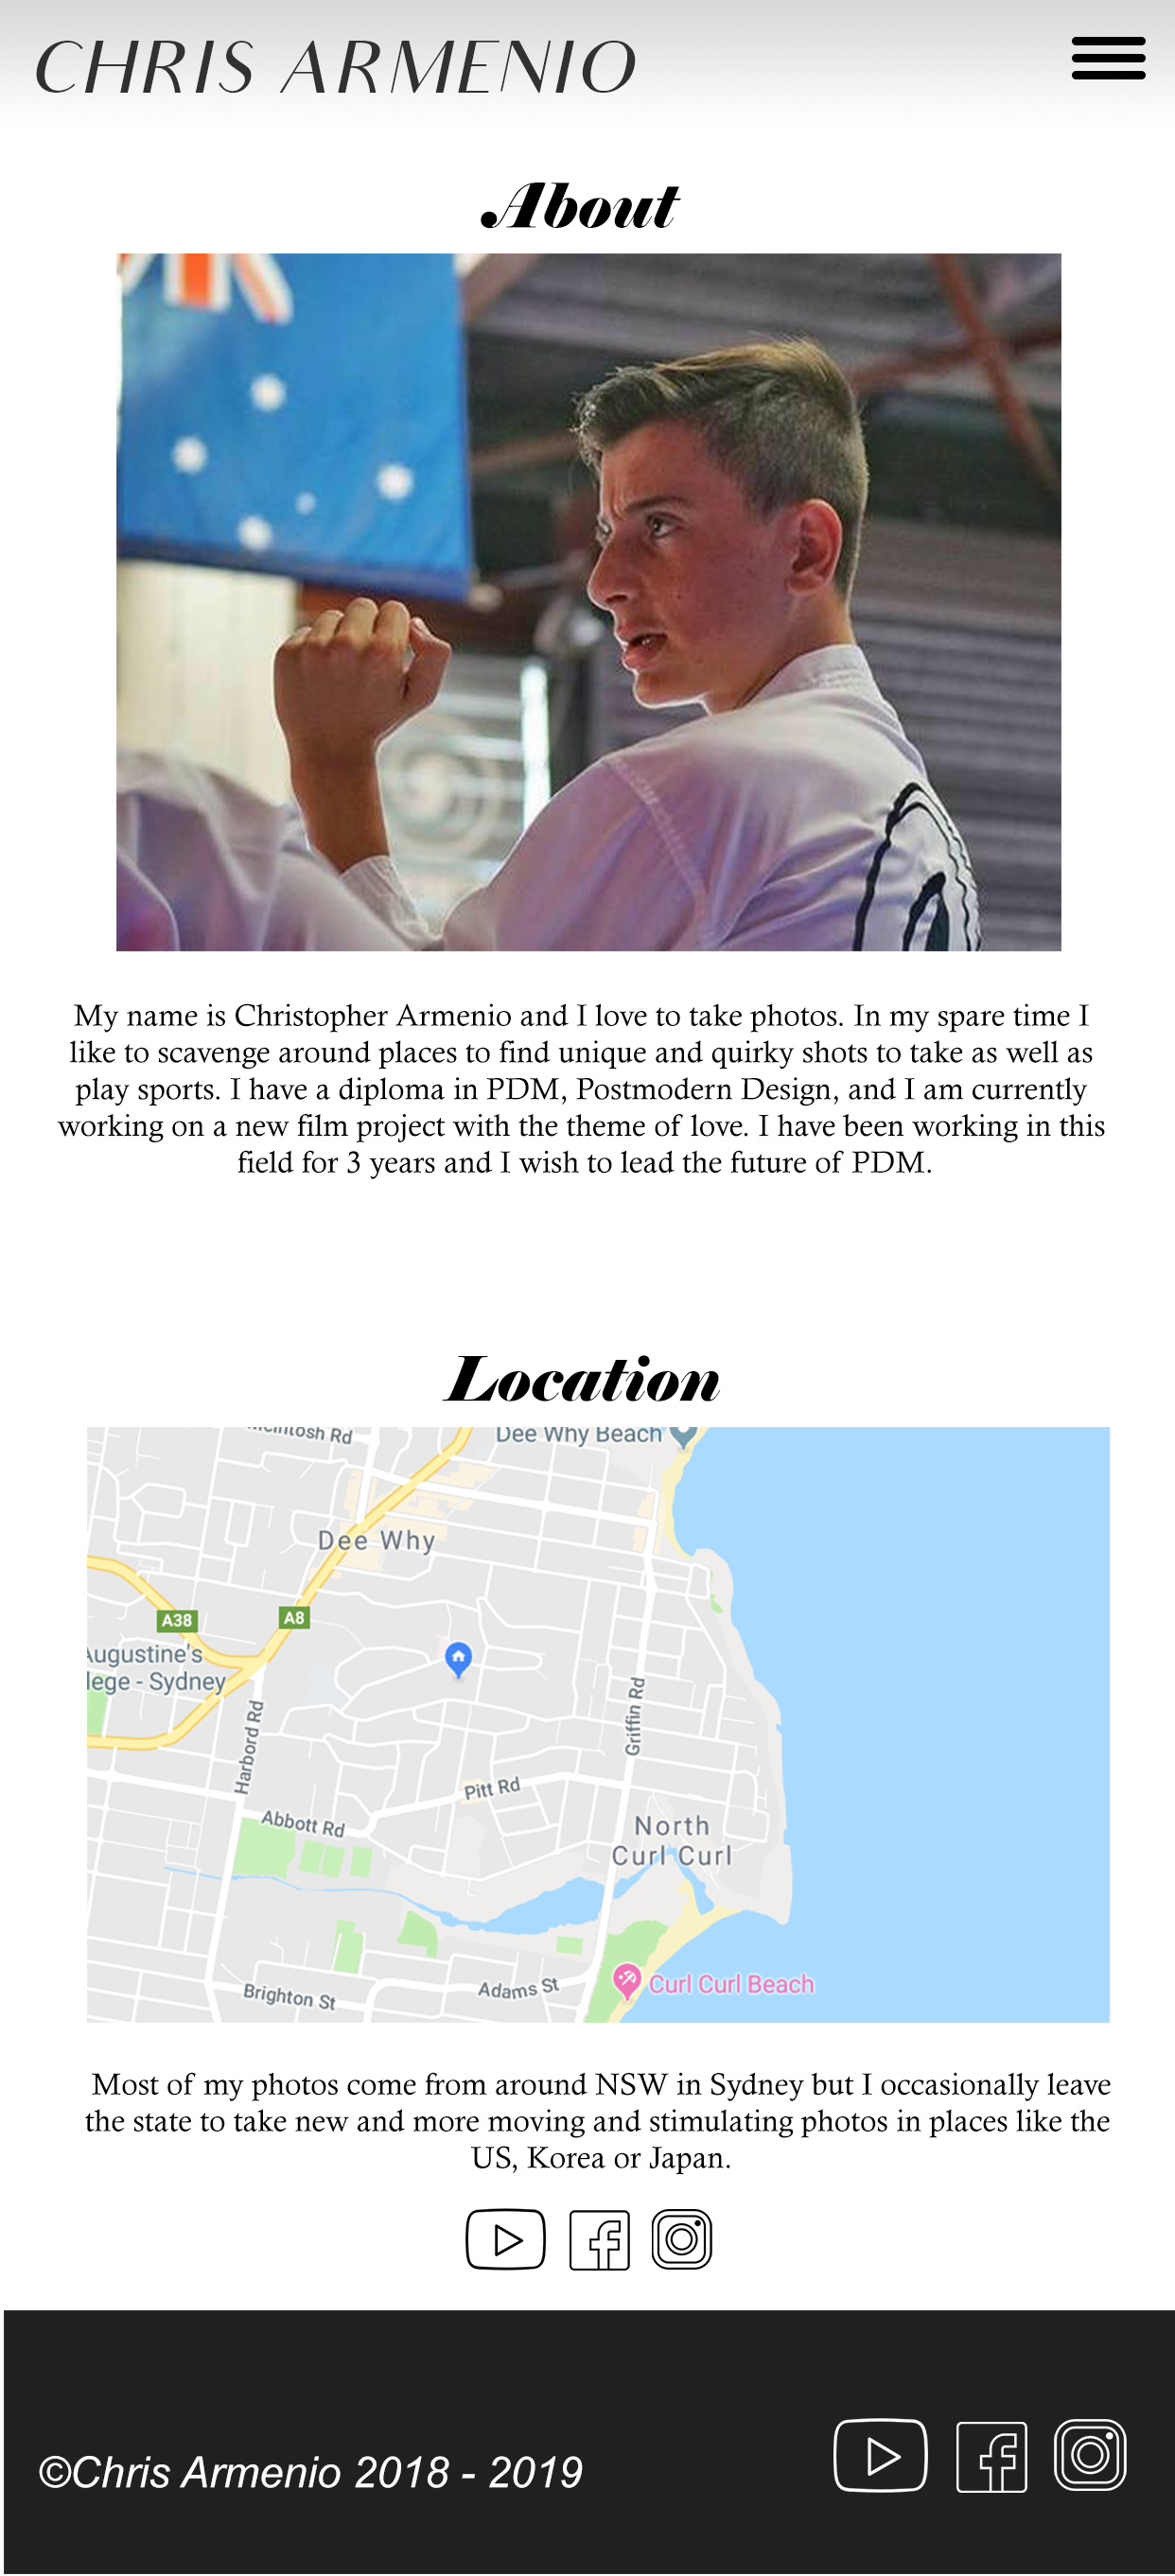 CHRIS ARMENIO
About
My name is Christopher Armenio and I love to take photos. In my spare time I
like to scavenge around places to find unique and quirky shots to take as well as
play sports. I have a diploma in PDM, Postmodern Design, and I am currently
working on a new film project with the theme of love. I have been working in this
field for 3 years and I wish to lead the future of PDM.
Location
McIntosh Rd
Dee Why Beach
Dee Why
A38
A8
Augustine's
lege - Sydney
Harbord Rd
Griffin Rd
Pitt Rd
Abbott Rd
North
Curl Curl
Curl Curl Beach
Adams St
Brighton St
Most of my photos come from around NSW in Sydney but I occasionally leave
the state to take new and more moving and stimulating photos in places like the
US, Korea or Japan.
©Chris Armenio 2018 - 2019